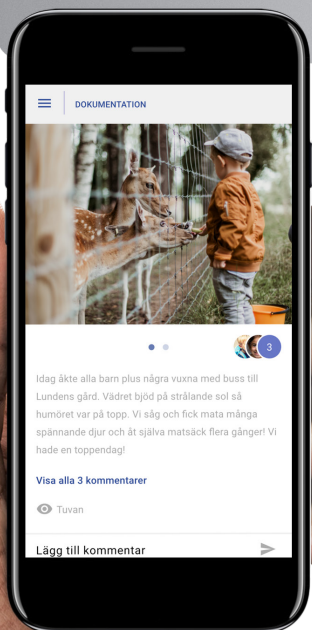 DOKUMENTATION
3
Idag åkte alla barn plus några vuxna med buss till
Lundens gård. Vädret bjöd på strålande sol så
humöret var på topp. Vi såg och fick mata många
spännande djur och åt själva matsäck flera gånger! Vi
hade en toppendag!
Visa alla 3 kommentarer
Tuvan
Lägg till kommentar